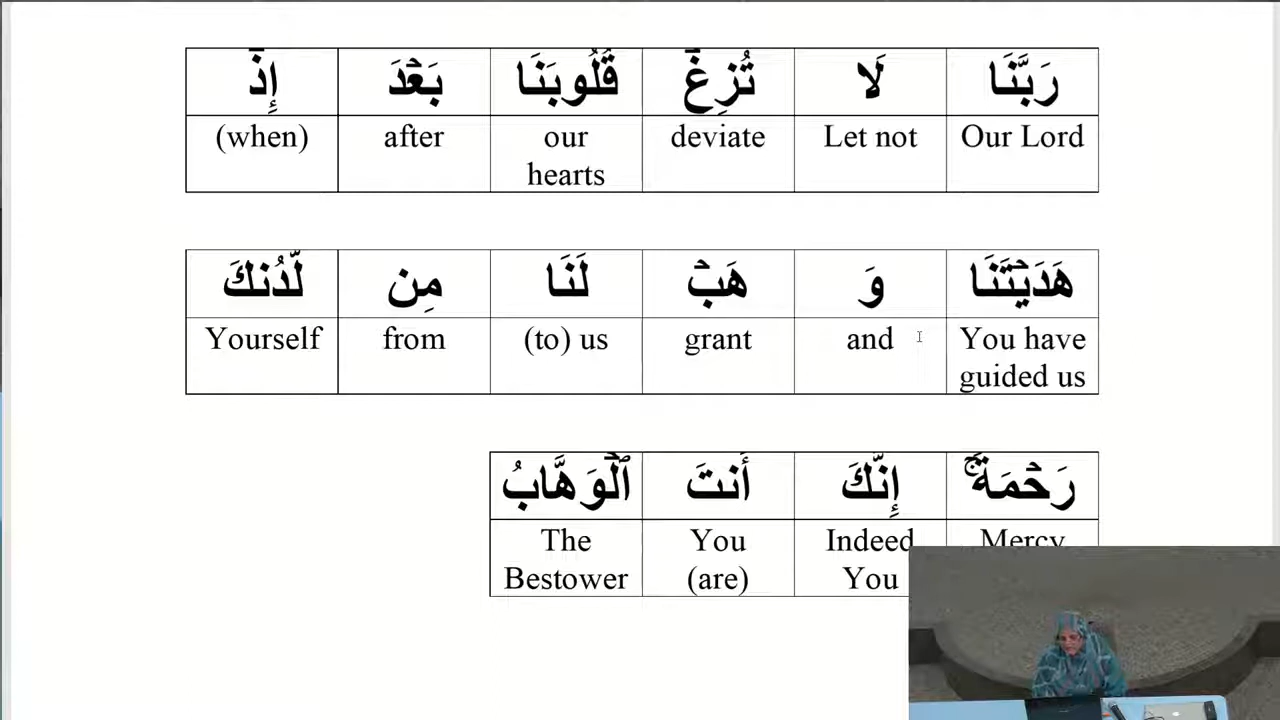 رَبَّنَا لَا تُزِغۡ قُلُوبَنَا بَعۡدَ إِذۡ
Our Lord Let not deviate our hearts after (when)
هَدَيۡتَنَا وَ هَبۡ لَنَا مِن لَّدُنكَ
You have guided us and grant (to) us from Yourself
رَحۡمَةًۚ إِنَّكَ أَنتَ ٱلۡوَهَّابُ
Mercy Indeed You You (are) The Bestower